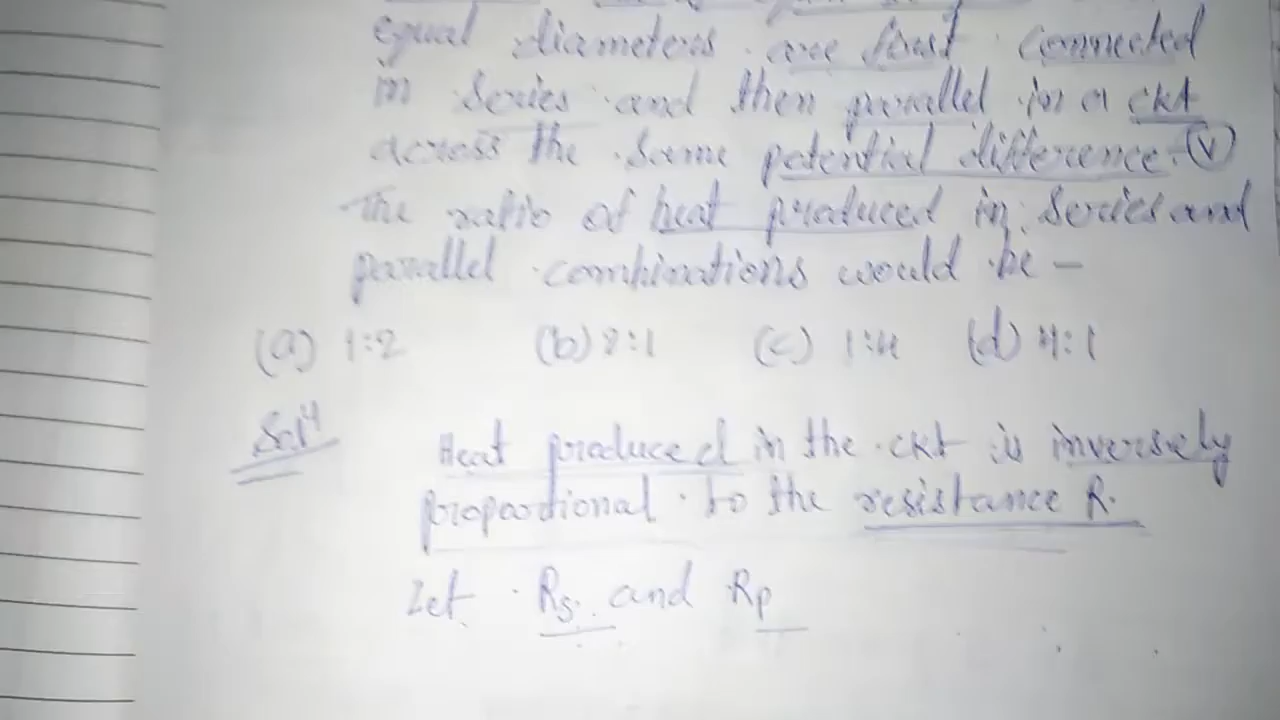 equal diameters are first connected
in series and then parallel in a ckt
across the same potential difference. (V)
The ratio of heat produced in series and
parallel combinations would be -
(a) 1:2 (b) 2:1 (c) 1:4 (d) 4:1
Solⁿ
Heat produced in the ckt is inversely
proportional to the resistance R.
Let Rs and Rp